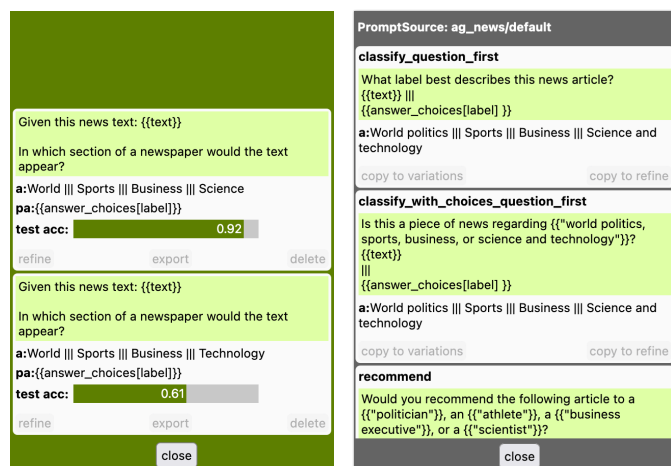 Given this news text: {{text}}
In which section of a newspaper would the text
appear?
a:World ||| Sports ||| Business ||| Science
pa:{{answer_choices[label]}}
test acc: 0.92
refine export delete
Given this news text: {{text}}
In which section of a newspaper would the text
appear?
a:World ||| Sports ||| Business ||| Technology
pa:{{answer_choices[label]}}
test acc: 0.61
refine export delete
close
PromptSource: ag_news/default
classify_question_first
What label best describes this news article?
{{text}} |||
{{answer_choices[label] }}
a:World politics ||| Sports ||| Business ||| Science and
technology
copy to variations copy to refine
classify_with_choices_question_first
Is this a piece of news regarding {{"world politics,
sports, business, or science and technology"}}?
{{text}}
|||
{{answer_choices[label] }}
a:World politics ||| Sports ||| Business ||| Science and
technology
copy to variations copy to refine
recommend
Would you recommend the following article to a
{{"politician"}}, an {{"athlete"}}, a {{"business
executive"}}, or a {{"scientist"}}?
close